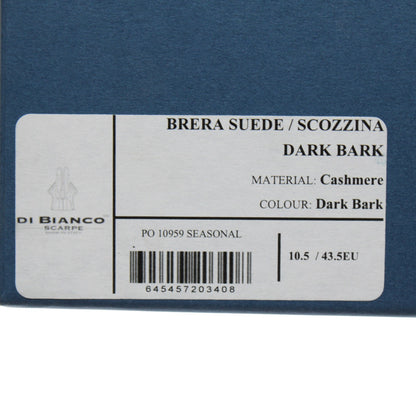 BRERA SUEDE / SCOZZINA
DARK BARK
MATERIAL: Cashmere
COLOUR: Dark Bark
DI BIANCO
SCARPE
PO 10959 SEASONAL
10.5 / 43.5EU
645457203408